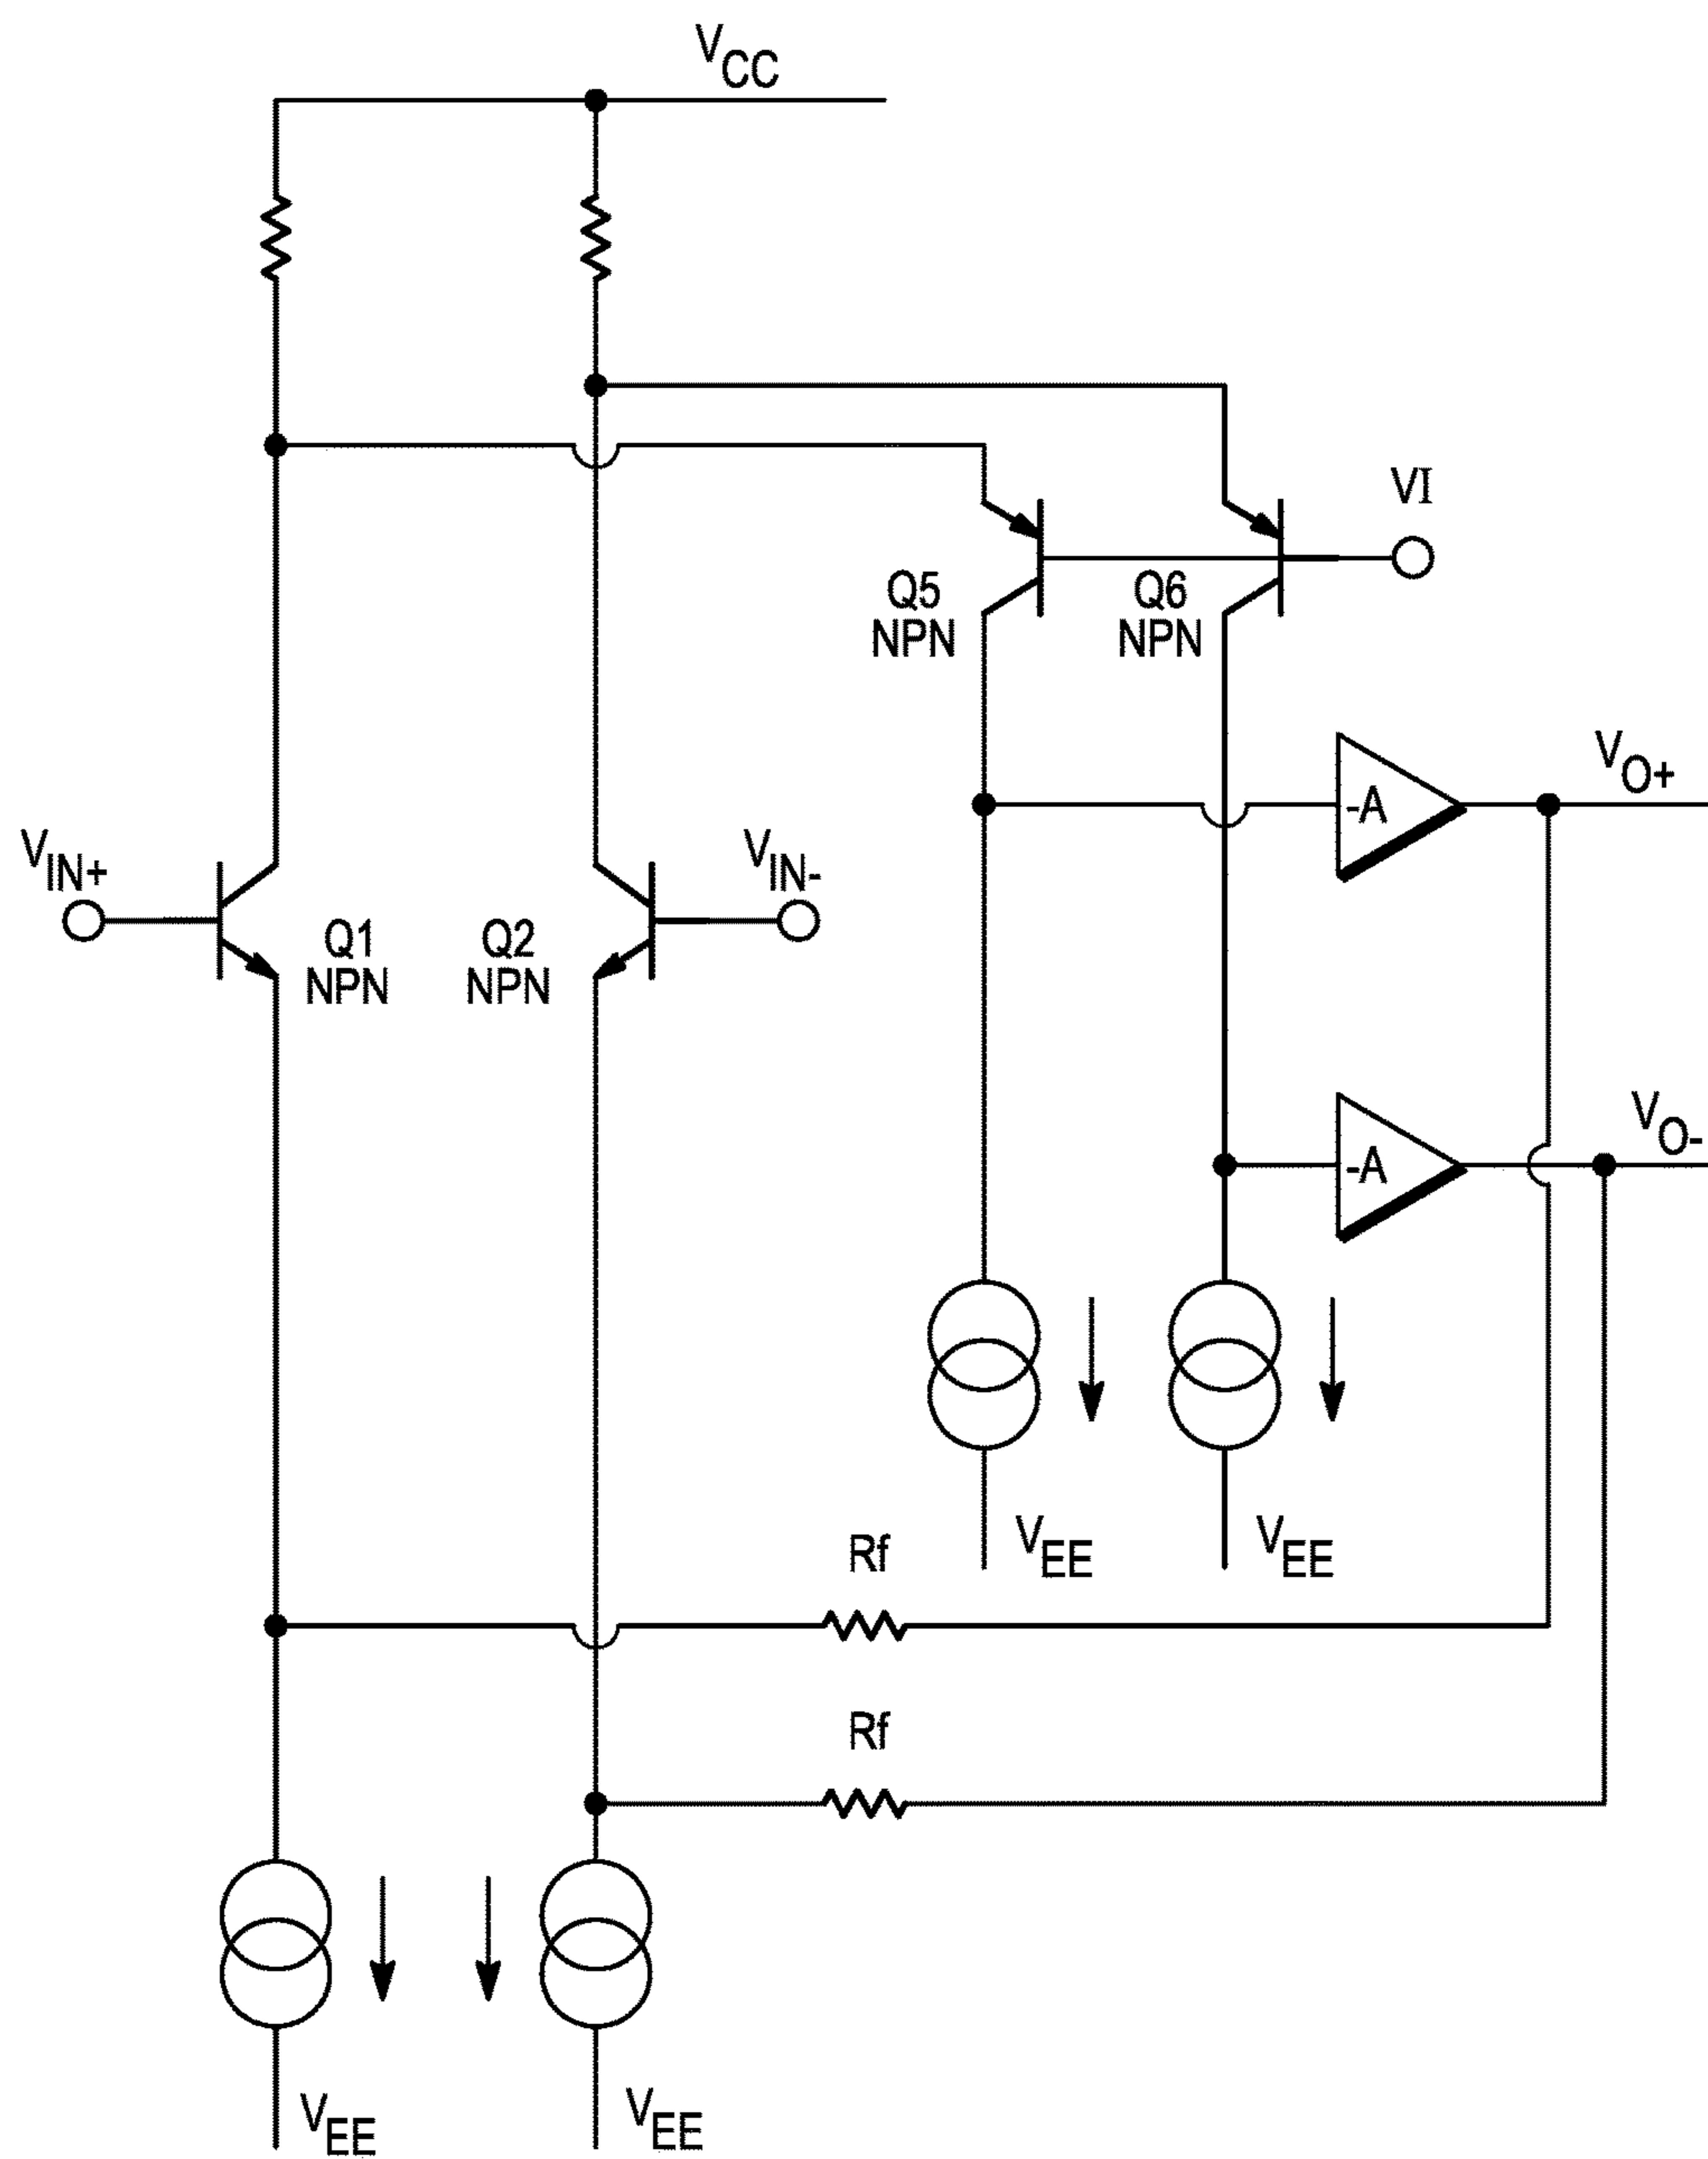 VCC
VI
Q5
NPN
Q6
NPN
VO+
-A
VIN+
VIN-
Q1
NPN
Q2
NPN
VO-
-A
VEE
VEE
Rf
Rf
VEE
VEE